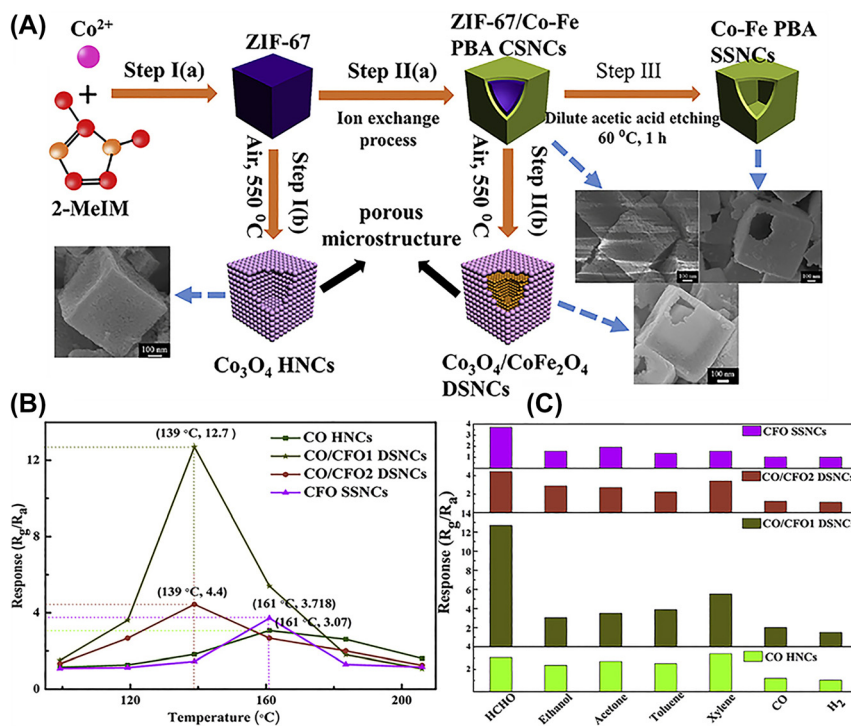 (A)
Co2+
+
2-MeIM
Step I(a)
ZIF-67
Step II(a)
Ion exchange
process
ZIF-67/Co-Fe
PBA CSNCs
Step III
Dilute acetic acid etching
60 ⁰C, 1 h
Co-Fe PBA
SSNCs
Air, 550 ⁰C
Step I(b)
porous
microstructure
Air, 550 ⁰C
Step II(b)
100 nm
100 nm
100 nm
100 nm
Co3O4 HNCs
Co3O4/CoFe2O4
DSNCs
(B)
Response (Rg/Ra)
12
8
4
0
120
160
200
Temperature (°C)
(139 °C, 12.7 )
(139 °C, 4.4)
(161 °C, 3.718)
(161 °C, 3.07)
CO HNCs
CO/CFO1 DSNCs
CO/CFO2 DSNCs
CFO SSNCs
(C)
Response (Rg/Ra)
4
3
2
1
CFO SSNCs
4
2
CO/CFO2 DSNCs
14
12
10
8
6
4
CO/CFO1 DSNC
2
CO HNCs
HCHO
Ethanol
Acetone
Toluene
Xylene
CO
H2